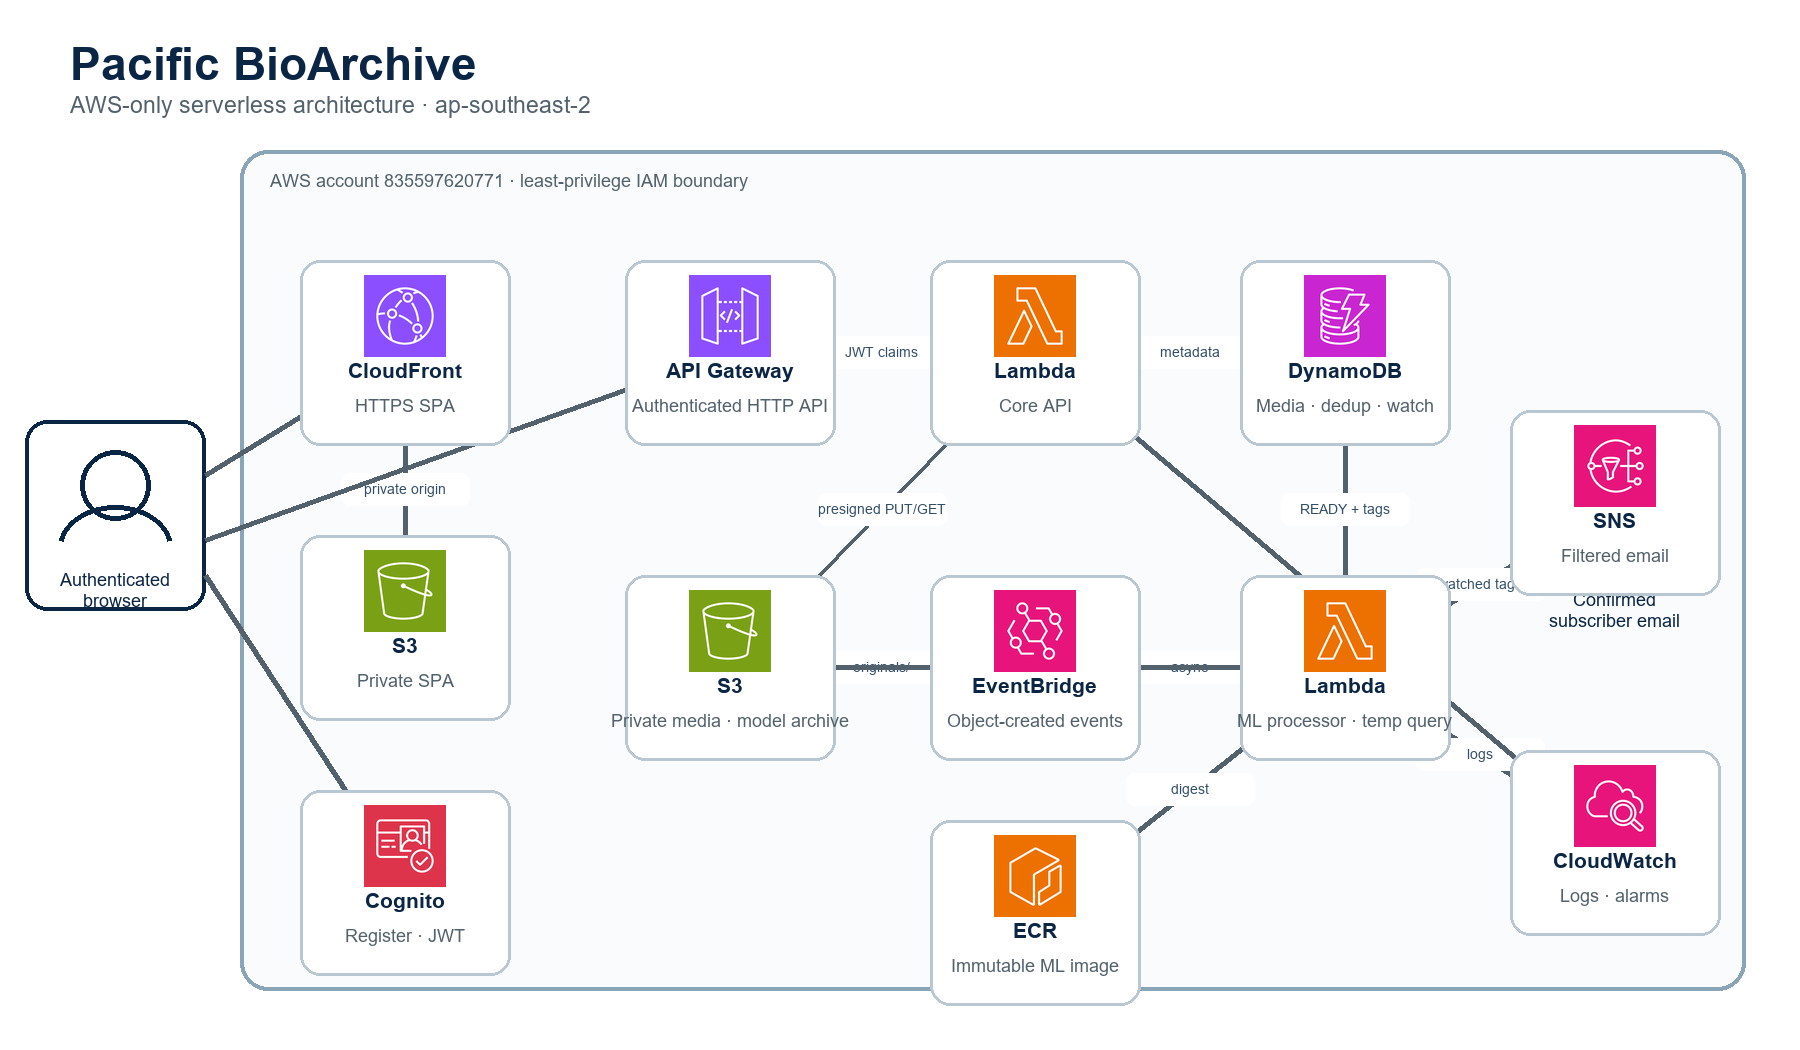 Pacific BioArchive
AWS-only serverless architecture · ap-southeast-2
AWS account 835597620771 · least-privilege IAM boundary
CloudFront
HTTPS SPA
API Gateway
Authenticated HTTP API
JWT claims
Lambda
Core API
metadata
DynamoDB
Media · dedup · watch
private origin
presigned PUT/GET
READY + tags
SNS
Filtered email
Confirmed
subscriber email
Authenticated
browser
S3
Private SPA
S3
Private media · model archive
originals/
EventBridge
Object-created events
async
Lambda
ML processor · temp query
logs
digest
Cognito
Register · JWT
ECR
Immutable ML image
CloudWatch
Logs · alarms